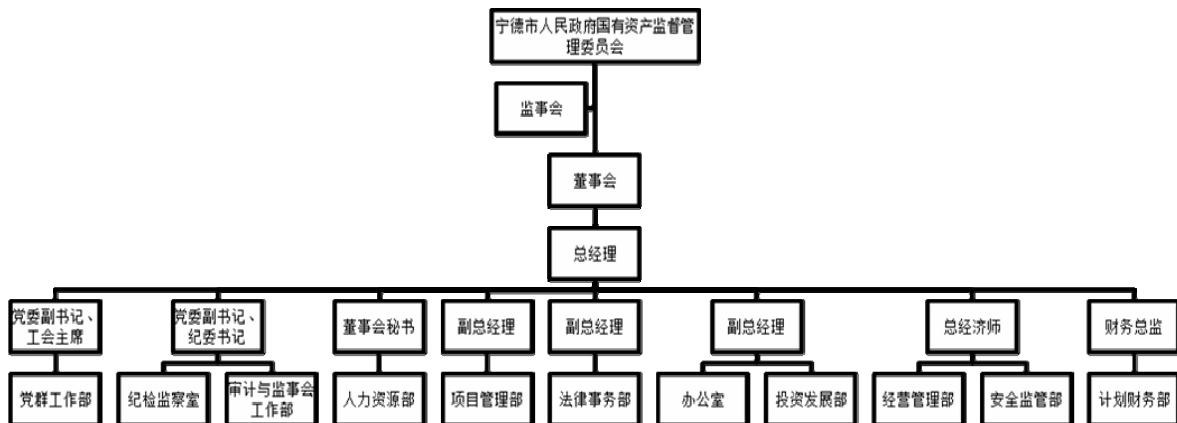 宁德市人民政府国有资产监督管
理委员会
监事会
董事会
总经理
党委副书记、
工会主席
党委副书记、
纪委书记
董事会秘书
副总经理
副总经理
副总经理
总经济师
财务总监
党群工作部
纪检监察室
审计与监事会
工作部
人力资源部
项目管理部
法律事务部
办公室
投资发展部
经营管理部
安全监管部
计划财务部